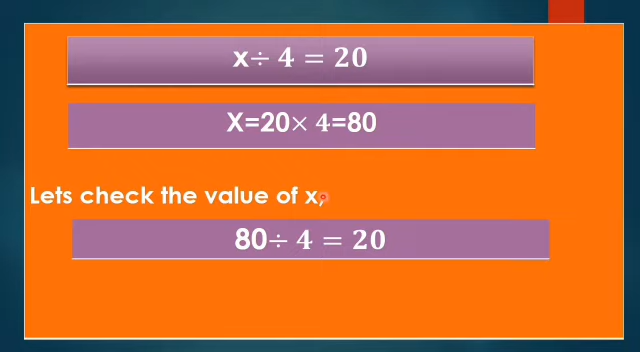 x÷ 4 = 20
X=20× 4=80
Lets check the value of x,
80÷ 4 = 20